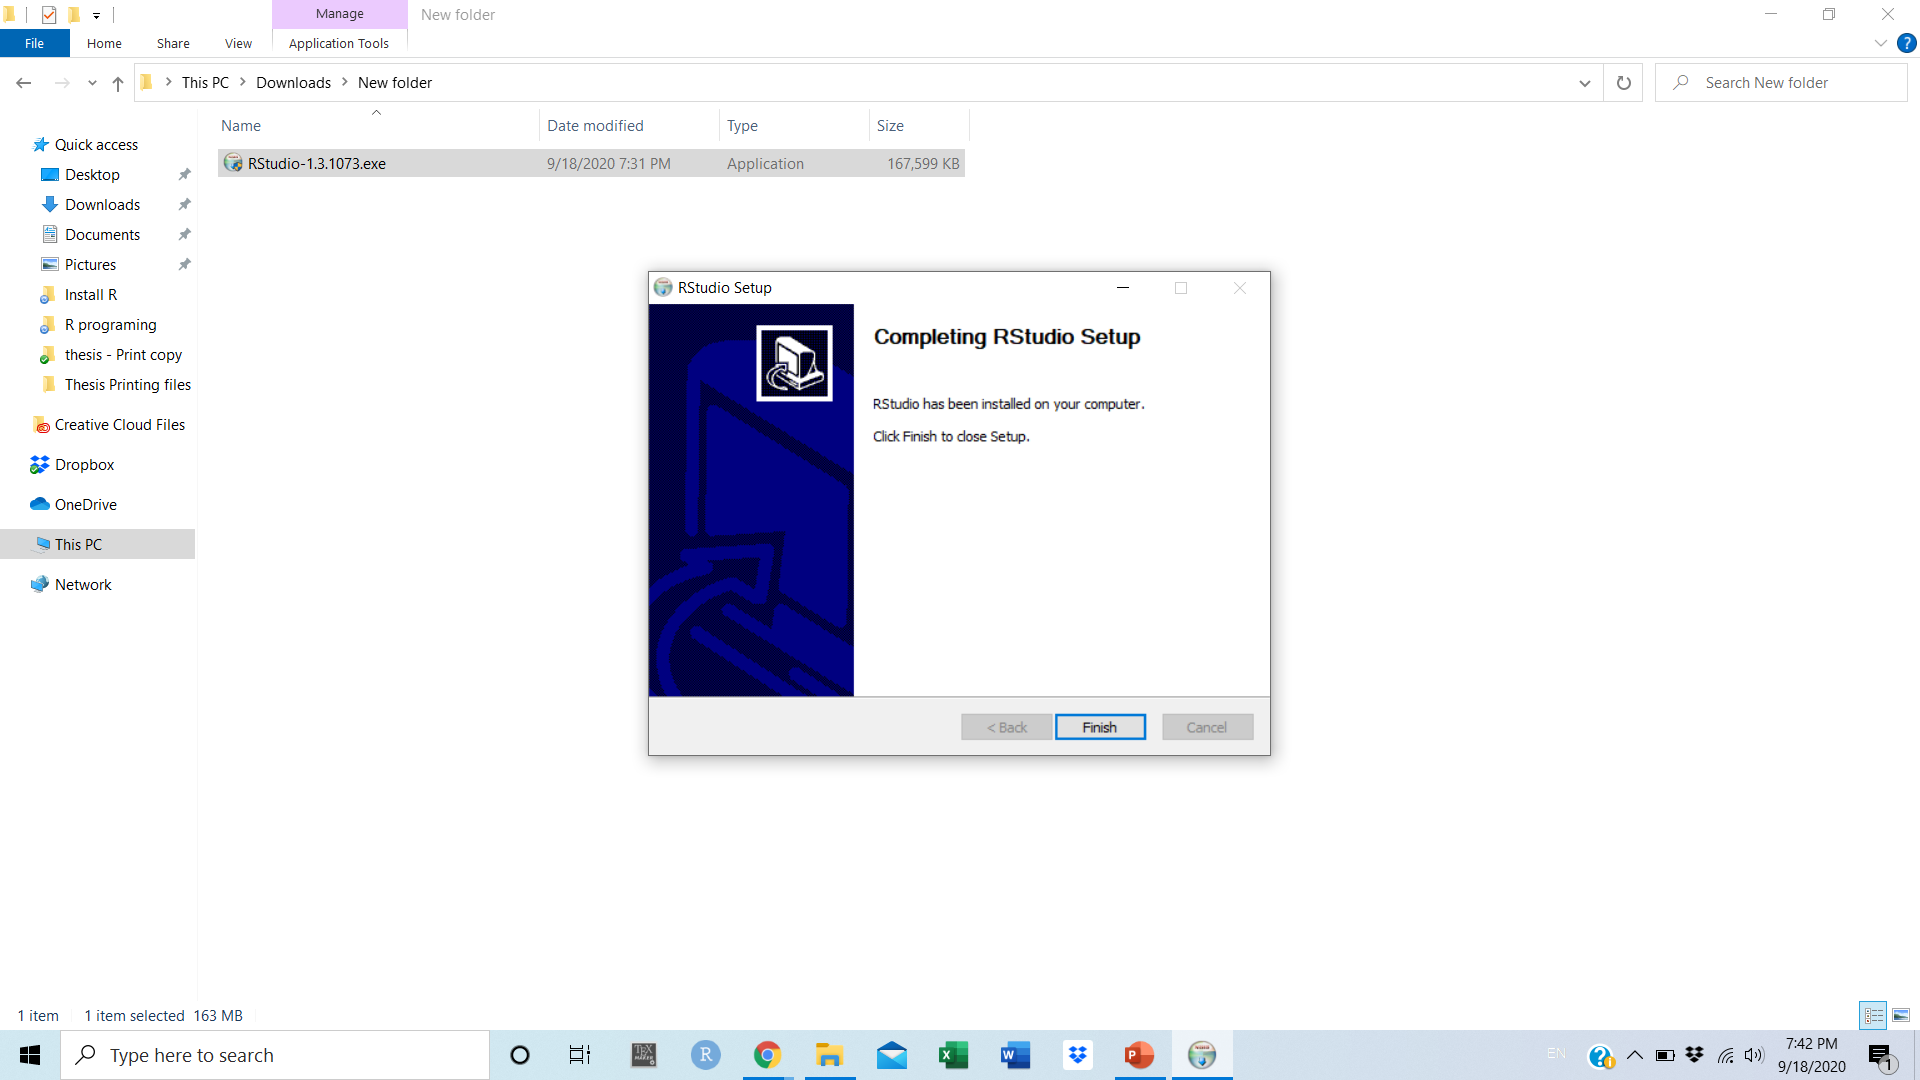 Manage
New folder
File
Home
Share
View
Application Tools
?
This PC
Downloads
New folder
Search New folder
Name
Date modified
Type
Size
RStudio-1.3.1073.exe
9/18/2020 7:31 PM
Application
167,599 KB
Quick access
Desktop
Downloads
Documents
Pictures
Install R
R programing
thesis - Print copy
Thesis Printing files
Creative Cloud Files
Dropbox
OneDrive
This PC
Network
RStudio Setup
Completing RStudio Setup
RStudio has been installed on your computer.
Click Finish to close Setup.
< Back
Finish
Cancel
1 item
1 item selected 163 MB
Type here to search
R
EN
7:42 PM
9/18/2020
1